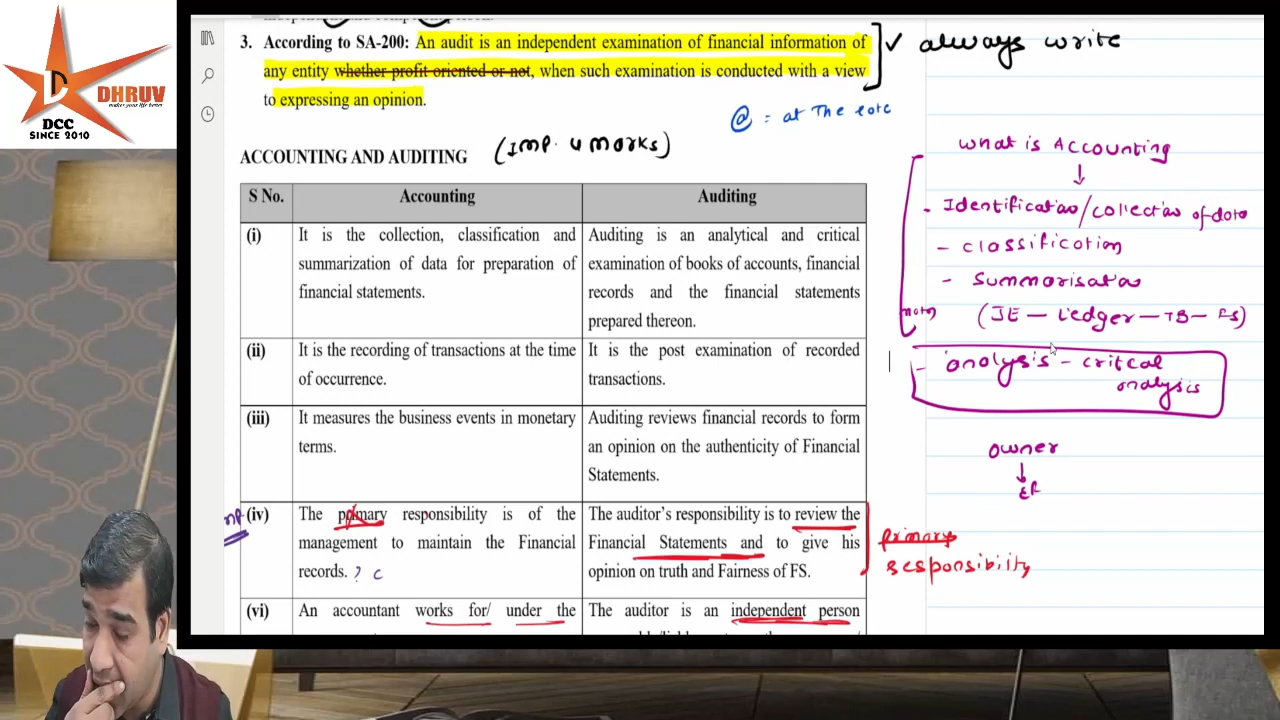 DHRUV
make your life better
DCC
SINCE 2010
3. According to SA-200: An audit is an independent examination of financial information of
any entity whether profit oriented or not, when such examination is conducted with a view
to expressing an opinion.
✓ always write
@ = at The
ACCOUNTING AND AUDITING (IMP. 4 marks)
S No. Accounting Auditing
(i) It is the collection, classification and
summarization of data for preparation of
financial statements.
Auditing is an analytical and critical
examination of books of accounts, financial
records and the financial statements
prepared thereon.
(ii) It is the recording of transactions at the time
of occurrence.
It is the post examination of recorded
transactions.
(iii) It measures the business events in monetary
terms.
Auditing reviews financial records to form
an opinion on the authenticity of Financial
Statements.
(iv) The primary responsibility is of the
management to maintain the Financial
records. ? c
The auditor's responsibility is to review the
Financial Statements and to give his
opinion on truth and Fairness of FS.
(vi) An accountant works for/ under the
The auditor is an independent person
what is Accounting
↓
- Identification/collection of data
- classification
- Summarisation
(JE - Ledger - TB - FS)
- analysis - critcal
analysis
owner
↓
primary
responsibility